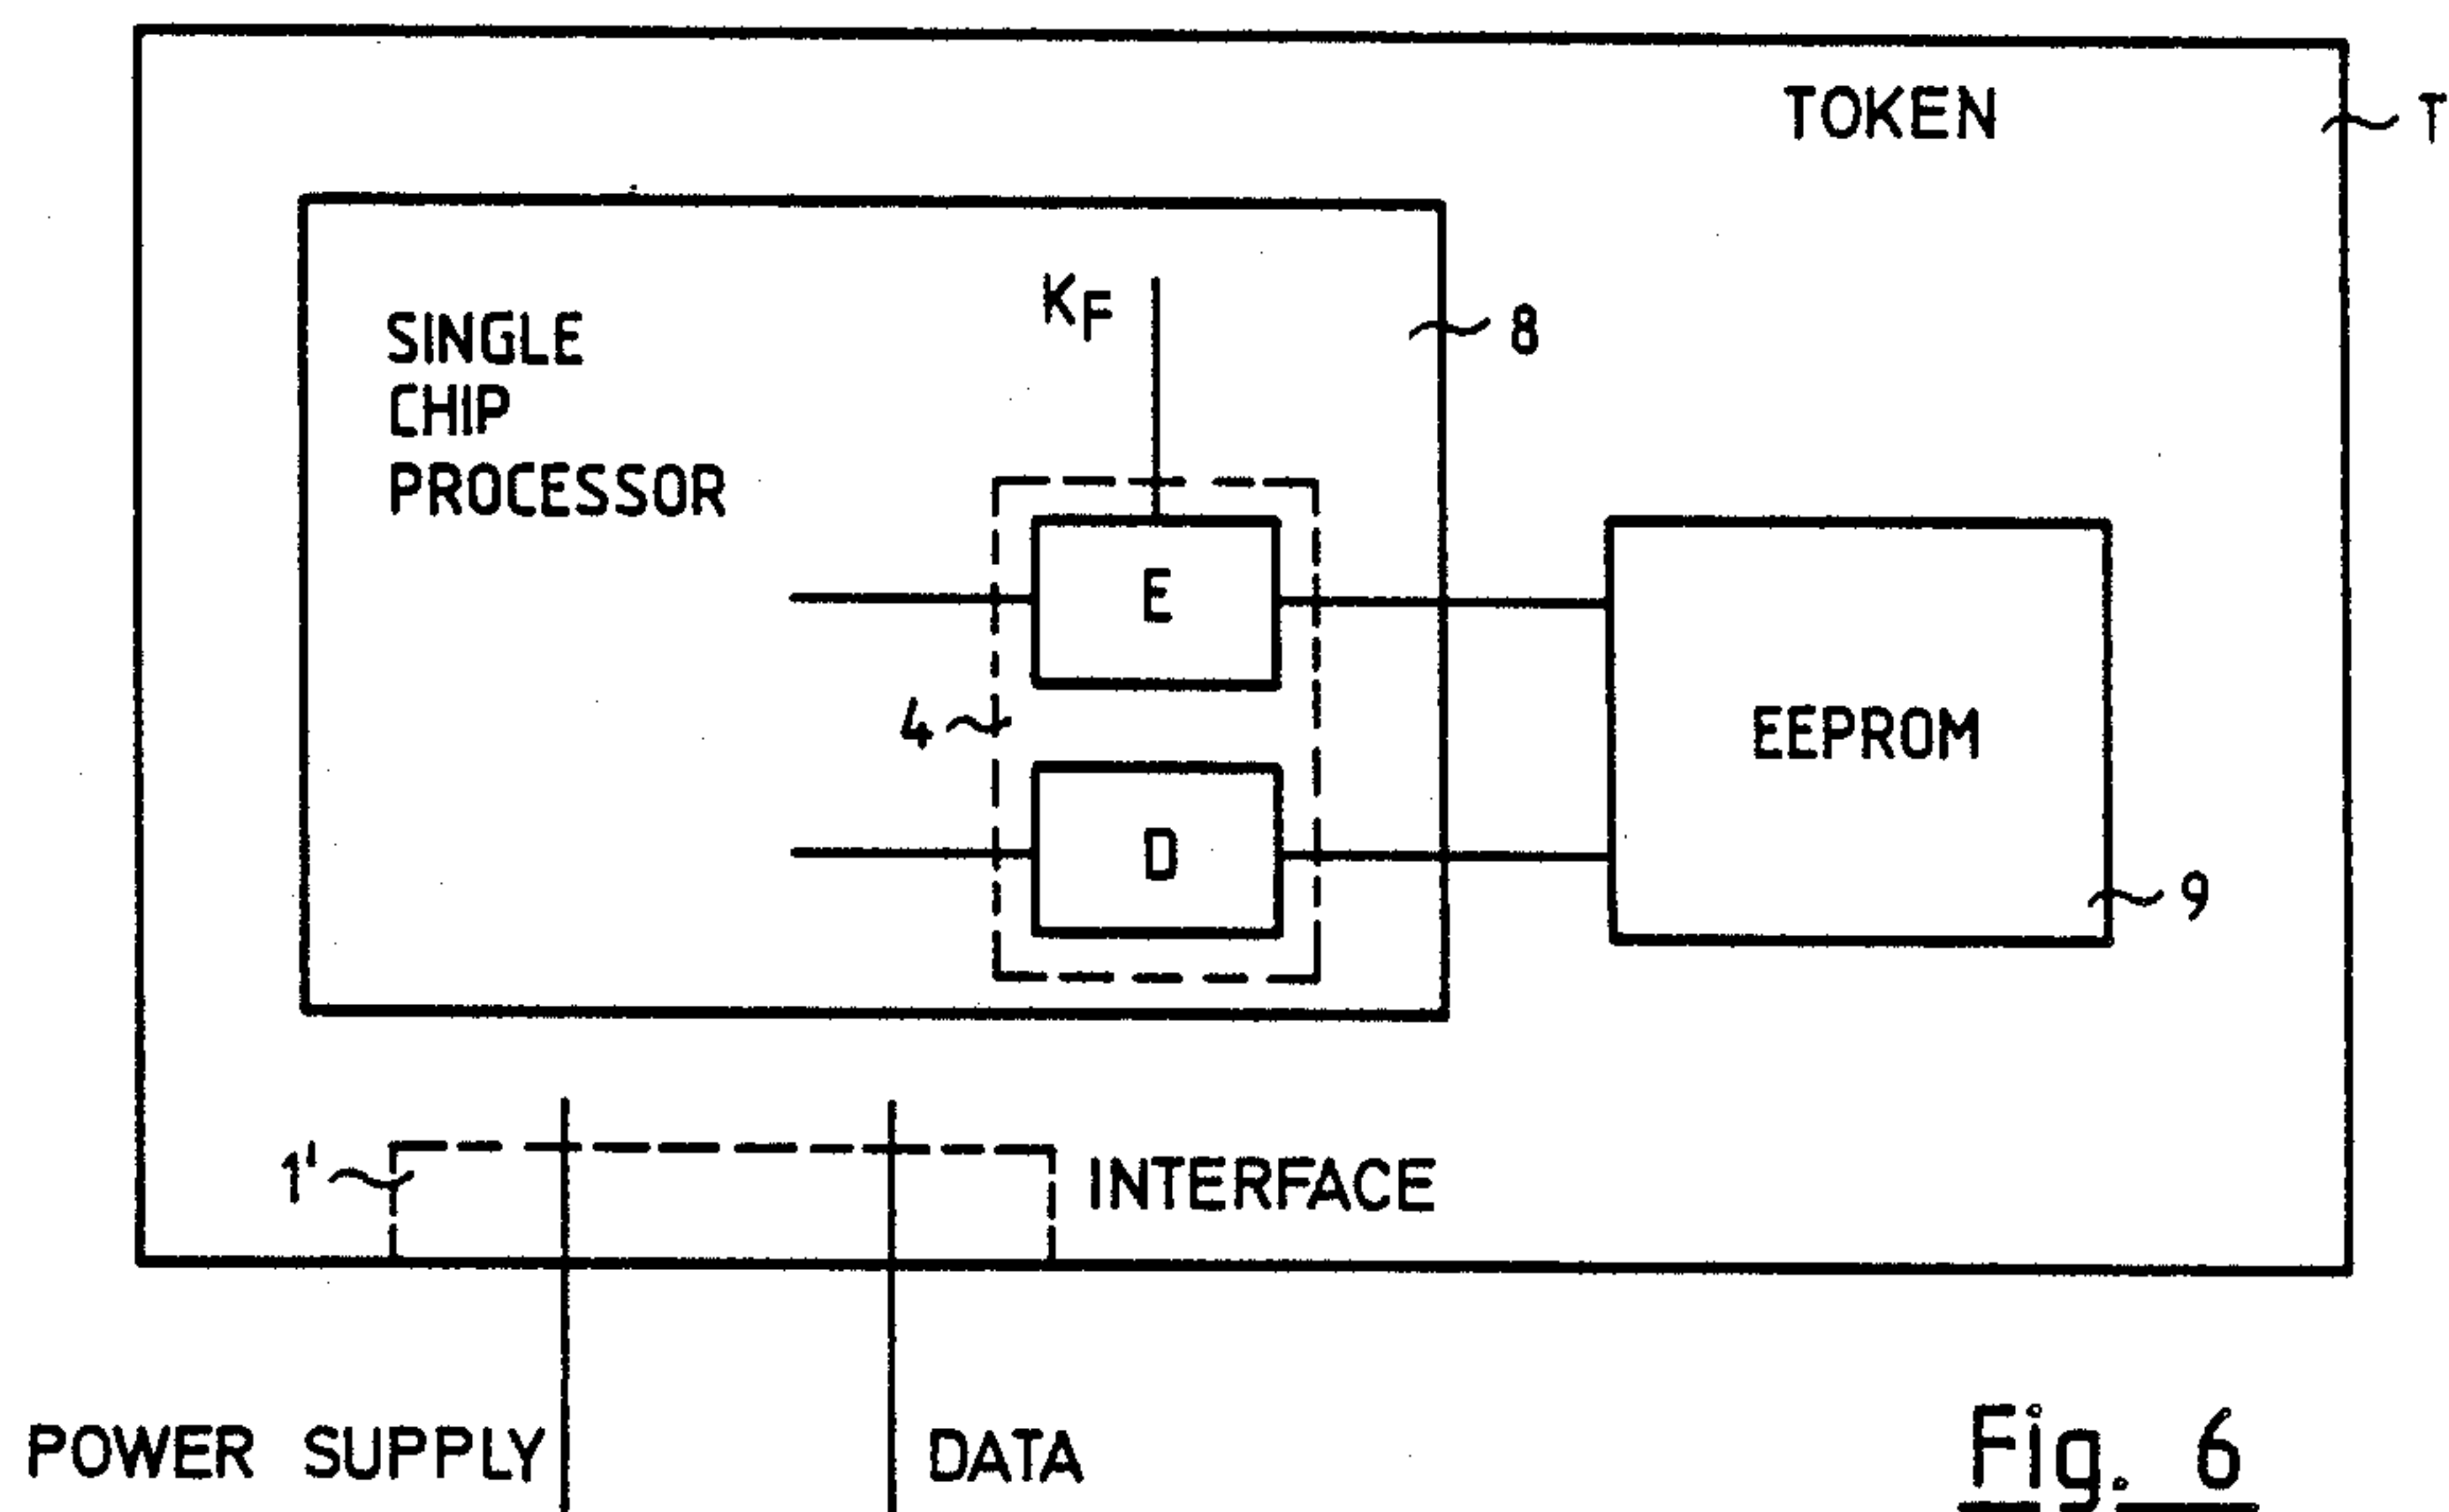 TOKEN
T
SINGLE
CHIP
PROCESSOR
KF
8
E
4
EEPROM
D
9
1'
INTERFACE
POWER SUPPLY
DATA
Fig. 6